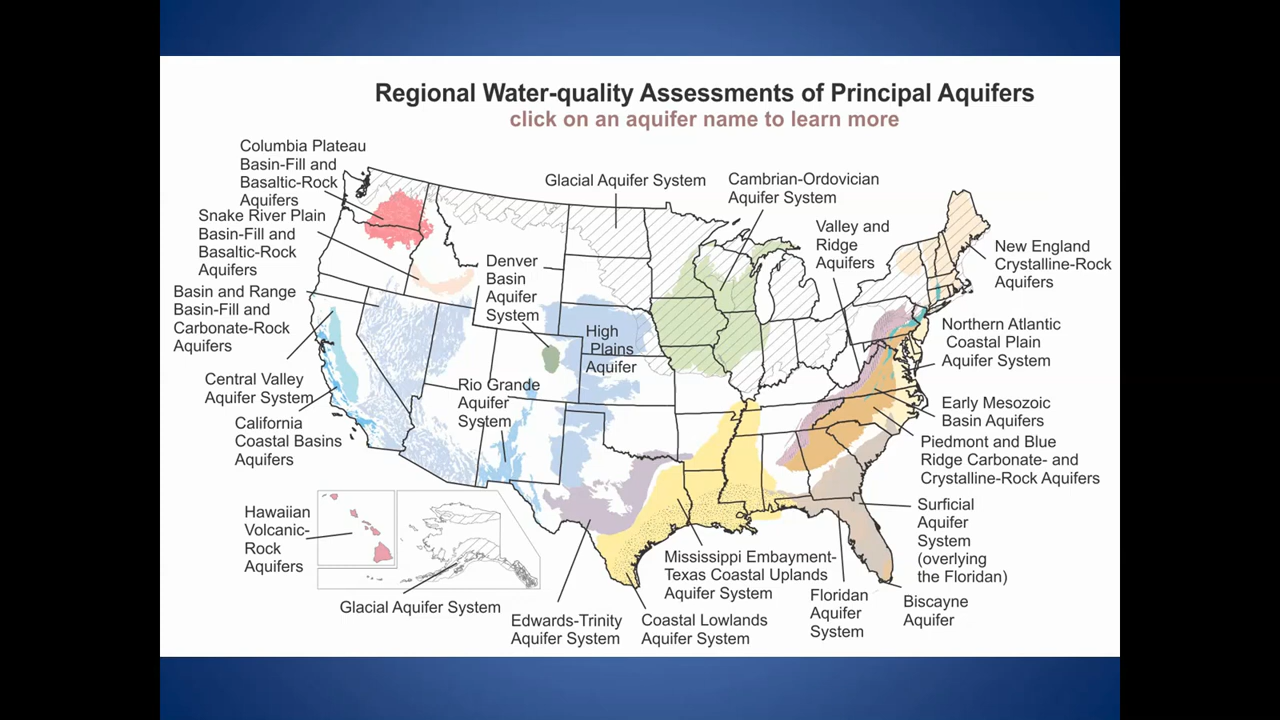 Regional Water-quality Assessments of Principal Aquifers
click on an aquifer name to learn more
Columbia Plateau
Basin-Fill and
Basaltic-Rock
Aquifers
Snake River Plain
Basin-Fill and
Basaltic-Rock
Aquifers
Basin and Range
Basin-Fill and
Carbonate-Rock
Aquifers
Central Valley
Aquifer System
California
Coastal Basins
Aquifers
Hawaiian
Volcanic-
Rock
Aquifers
Glacial Aquifer System
Glacial Aquifer System
Cambrian-Ordovician
Aquifer System
Valley and
Ridge
Aquifers
Denver
Basin
Aquifer
System
High
Plains
Aquifer
Rio Grande
Aquifer
System
New England
Crystalline-Rock
Aquifers
Northern Atlantic
Coastal Plain
Aquifer System
Early Mesozoic
Basin Aquifers
Piedmont and Blue
Ridge Carbonate- and
Crystalline-Rock Aquifers
Surficial
Aquifer
System
(overlying
the Floridan)
Biscayne
Aquifer
Floridan
Aquifer
System
Mississippi Embayment-
Texas Coastal Uplands
Aquifer System
Coastal Lowlands
Aquifer System
Edwards-Trinity
Aquifer System